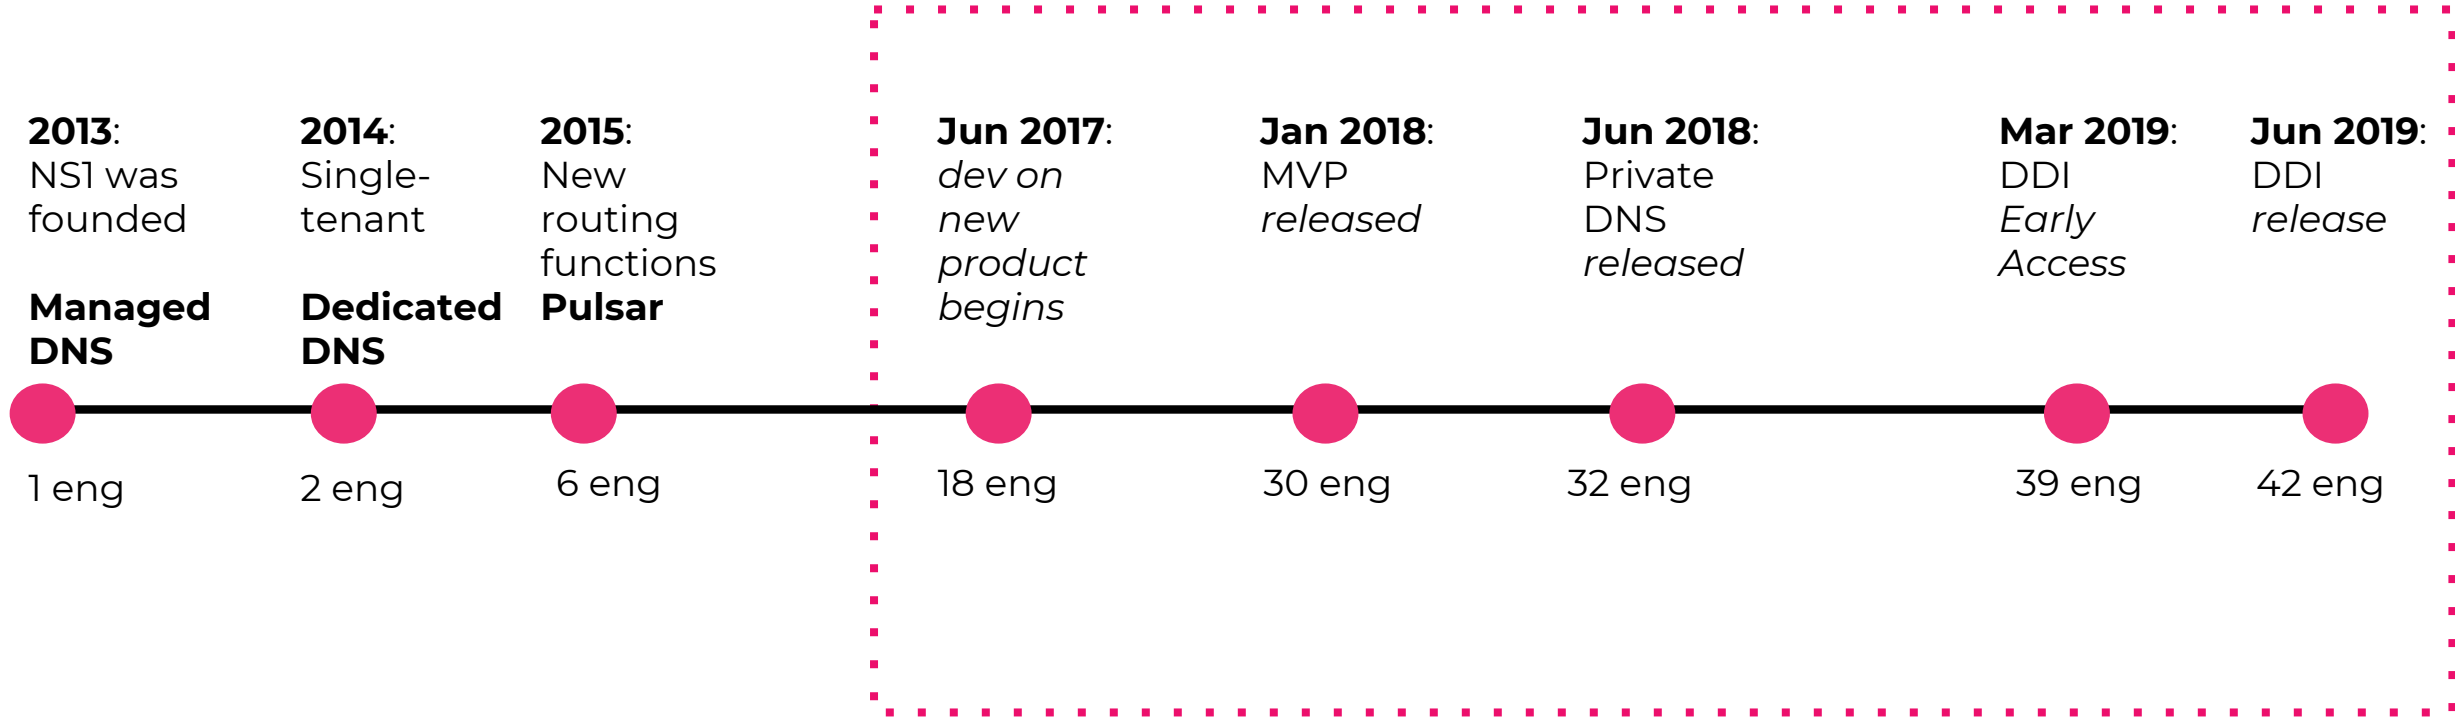 2013:
NS1 was
founded
Managed
DNS
1 eng
2014:
Single-
tenant
Dedicated
DNS
2 eng
2015:
New
routing
functions
Pulsar
6 eng
Jun 2017:
dev on
new
product
begins
18 eng
Jan 2018:
MVP
released
30 eng
Jun 2018:
Private
DNS
released
32 eng
Mar 2019:
DDI
Early
Access
39 eng
Jun 2019:
DDI
release
42 eng